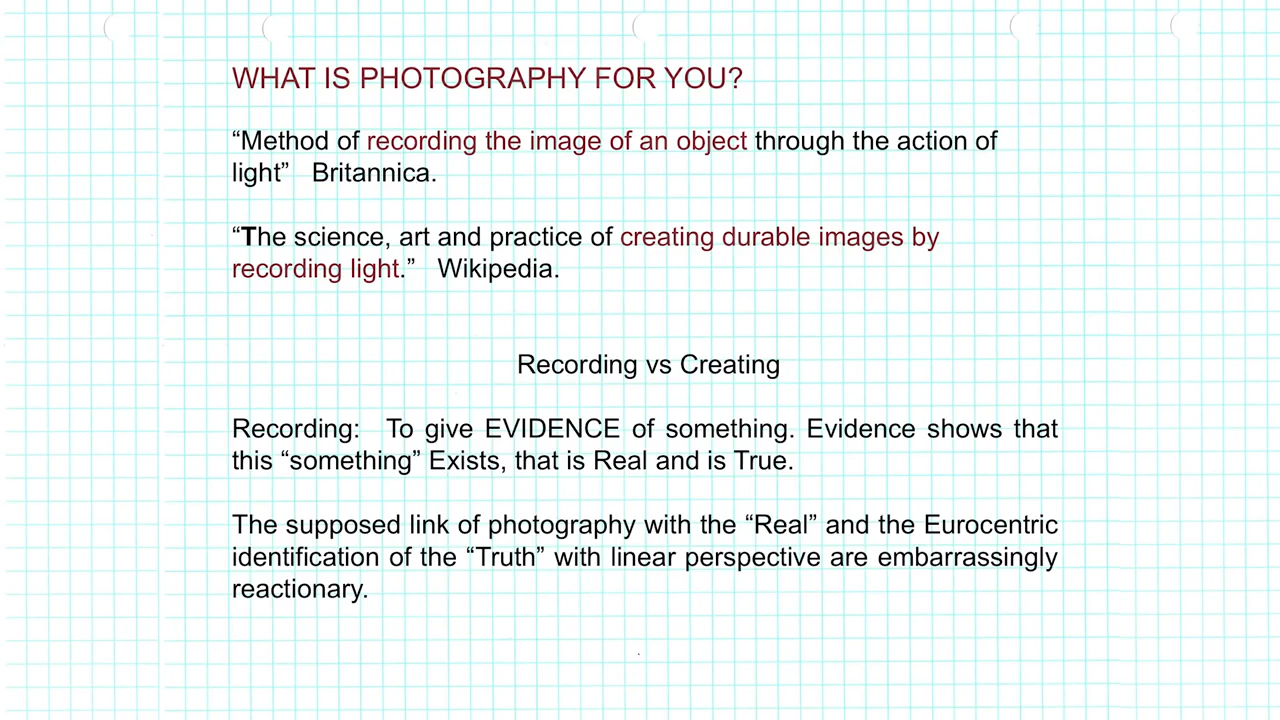 WHAT IS PHOTOGRAPHY FOR YOU?
“Method of recording the image of an object through the action of
light” Britannica.
“The science, art and practice of creating durable images by
recording light.” Wikipedia.
Recording vs Creating
Recording: To give EVIDENCE of something. Evidence shows that
this “something” Exists, that is Real and is True.
The supposed link of photography with the “Real” and the Eurocentric
identification of the “Truth” with linear perspective are embarrassingly
reactionary.